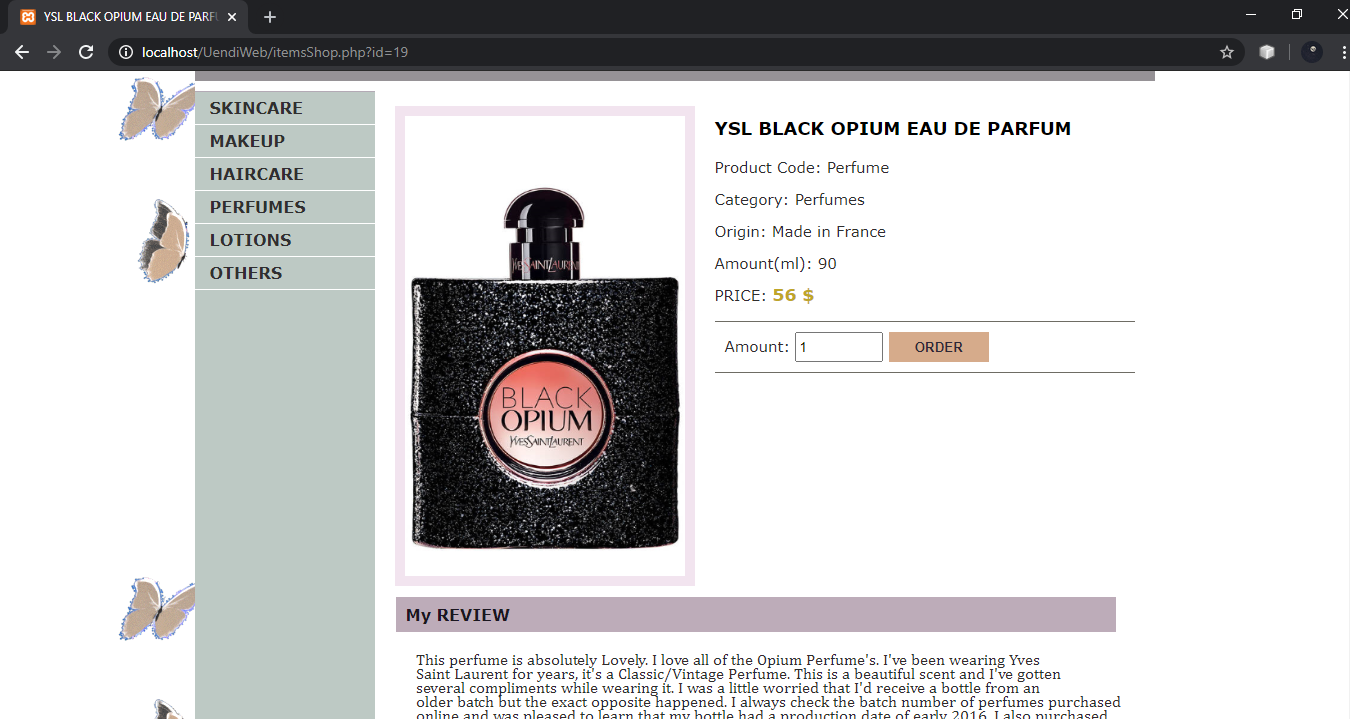 YSL BLACK OPIUM EAU DE PARF
localhost/UendiWeb/itemsShop.php?id=19
SKINCARE
MAKEUP
HAIRCARE
PERFUMES
LOTIONS
OTHERS
YVESSAINTLAURENT
BLACK
OPIUM
YVESSAINTLAURENT
YSL BLACK OPIUM EAU DE PARFUM
Product Code: Perfume
Category: Perfumes
Origin: Made in France
Amount(ml): 90
PRICE: 56 $
Amount: 1 ORDER
My REVIEW
This perfume is absolutely Lovely. I love all of the Opium Perfume's. I've been wearing Yves
Saint Laurent for years, it's a Classic/Vintage Perfume. This is a beautiful scent and I've gotten
several compliments while wearing it. I was a little worried that I'd receive a bottle from an
older batch but the exact opposite happened. I always check the batch number of perfumes purchased
online and was pleased to learn that my bottle had a production date of early 2016. I also purchased